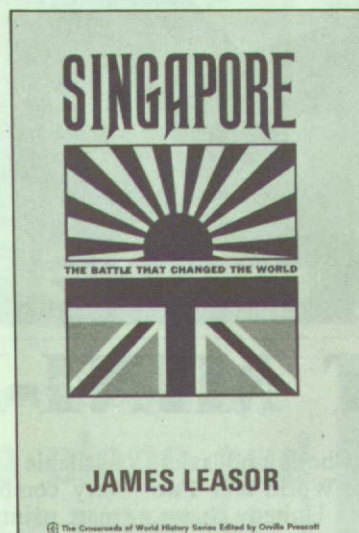 SINGAPORE
THE BATTLE THAT CHANGED THE WORLD
JAMES LEASOR
The Crossroads of World History Series Edited by Orville Prescott